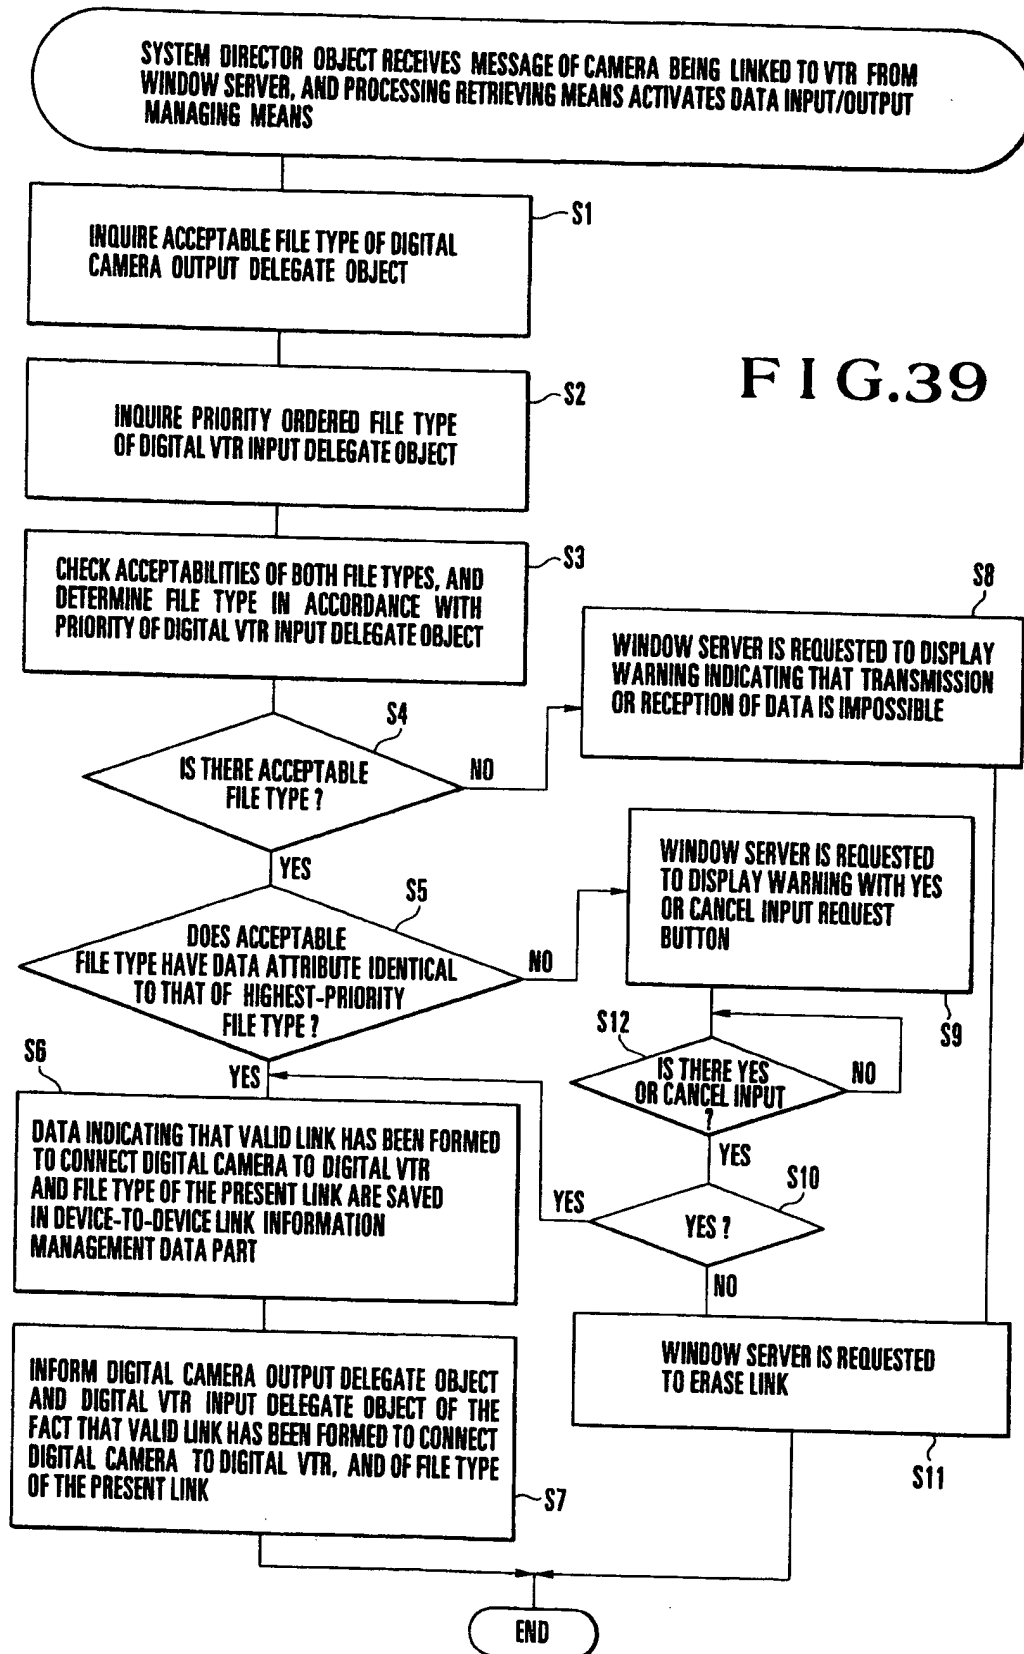 SYSTEM DIRECTOR OBJECT RECEIVES MESSAGE OF CAMERA BEING LINKED TO VTR FROM
WINDOW SERVER, AND PROCESSING RETRIEVING MEANS ACTIVATES DATA INPUT/OUTPUT
MANAGING MEANS
S1
INQUIRE ACCEPTABLE FILE TYPE OF DIGITAL
CAMERA OUTPUT DELEGATE OBJECT
FIG.39
S2
INQUIRE PRIORITY ORDERED FILE TYPE
OF DIGITAL VTR INPUT DELEGATE OBJECT
S3
CHECK ACCEPTABILITIES OF BOTH FILE TYPES, AND
DETERMINE FILE TYPE IN ACCORDANCE WITH
PRIORITY OF DIGITAL VTR INPUT DELEGATE OBJECT
S8
WINDOW SERVER IS REQUESTED TO DISPLAY
WARNING INDICATING THAT TRANSMISSION
OR RECEPTION OF DATA IS IMPOSSIBLE
S4
IS THERE ACCEPTABLE
FILE TYPE ?
NO
YES
S5
DOES ACCEPTABLE
FILE TYPE HAVE DATA ATTRIBUTE IDENTICAL
TO THAT OF HIGHEST-PRIORITY
FILE TYPE ?
NO
YES
WINDOW SERVER IS REQUESTED
TO DISPLAY WARNING WITH YES
OR CANCEL INPUT REQUEST
BUTTON
S9
S12
IS THERE YES
OR CANCEL INPUT
?
NO
YES
S10
YES ?
YES
NO
S6
DATA INDICATING THAT VALID LINK HAS BEEN FORMED
TO CONNECT DIGITAL CAMERA TO DIGITAL VTR
AND FILE TYPE OF THE PRESENT LINK ARE SAVED
IN DEVICE-TO-DEVICE LINK INFORMATION
MANAGEMENT DATA PART
WINDOW SERVER IS REQUESTED
TO ERASE LINK
S11
INFORM DIGITAL CAMERA OUTPUT DELEGATE OBJECT
AND DIGITAL VTR INPUT DELEGATE OBJECT OF THE
FACT THAT VALID LINK HAS BEEN FORMED TO CONNECT
DIGITAL CAMERA TO DIGITAL VTR, AND OF FILE TYPE
OF THE PRESENT LINK
S7
END